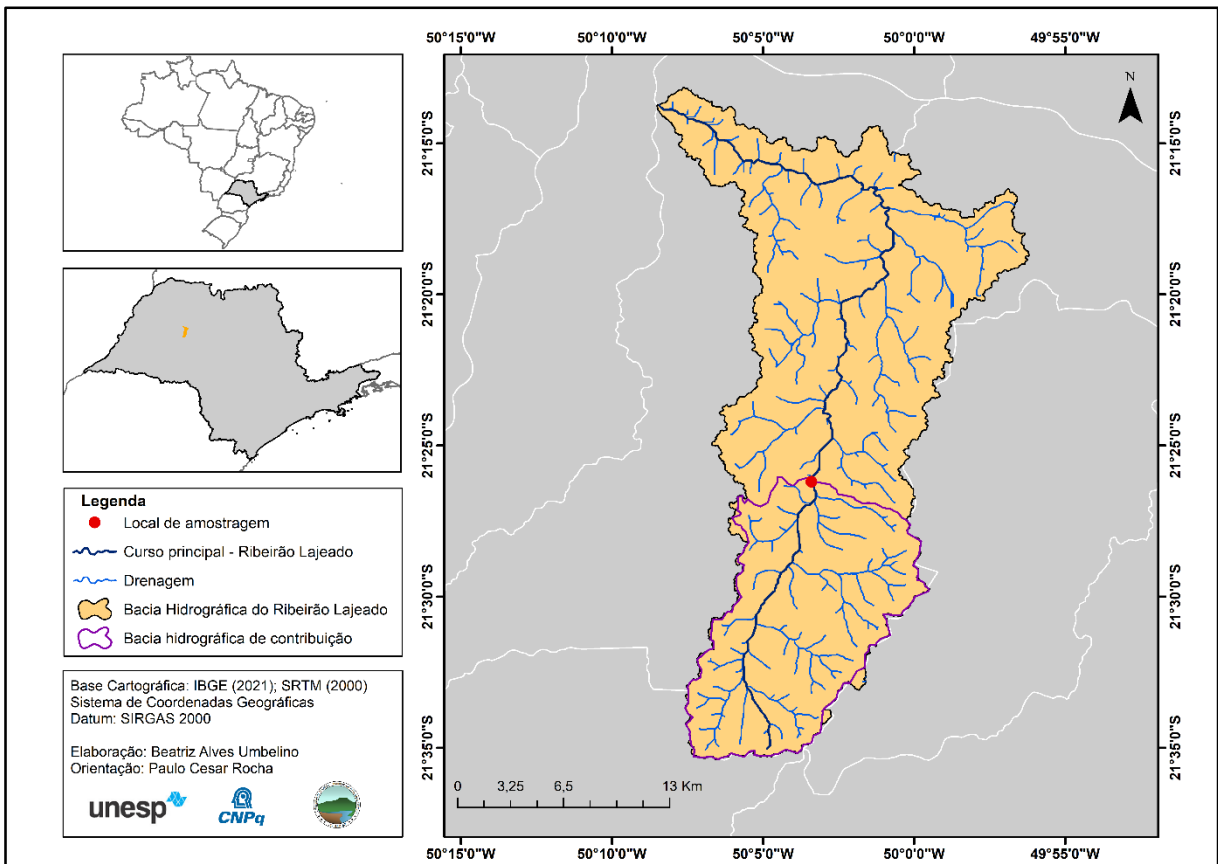 50°15'0"W 50°10'0"W 50°5'0"W 50°0'0"W 49°55'0"W
N
21°15'0"S 21°15'0"S
21°20'0"S 21°20'0"S
21°25'0"S 21°25'0"S
21°30'0"S 21°30'0"S
21°35'0"S 21°35'0"S
0 3,25 6,5 13 Km
50°15'0"W 50°10'0"W 50°5'0"W 50°0'0"W 49°55'0"W
Legenda
Local de amostragem
Curso principal - Ribeirão Lajeado
Drenagem
Bacia Hidrográfica do Ribeirão Lajeado
Bacia hidrográfica de contribuição
Base Cartográfica: IBGE (2021); SRTM (2000)
Sistema de Coordenadas Geográficas
Datum: SIRGAS 2000
Elaboração: Beatriz Alves Umbelino
Orientação: Paulo Cesar Rocha
unesp
CNPq